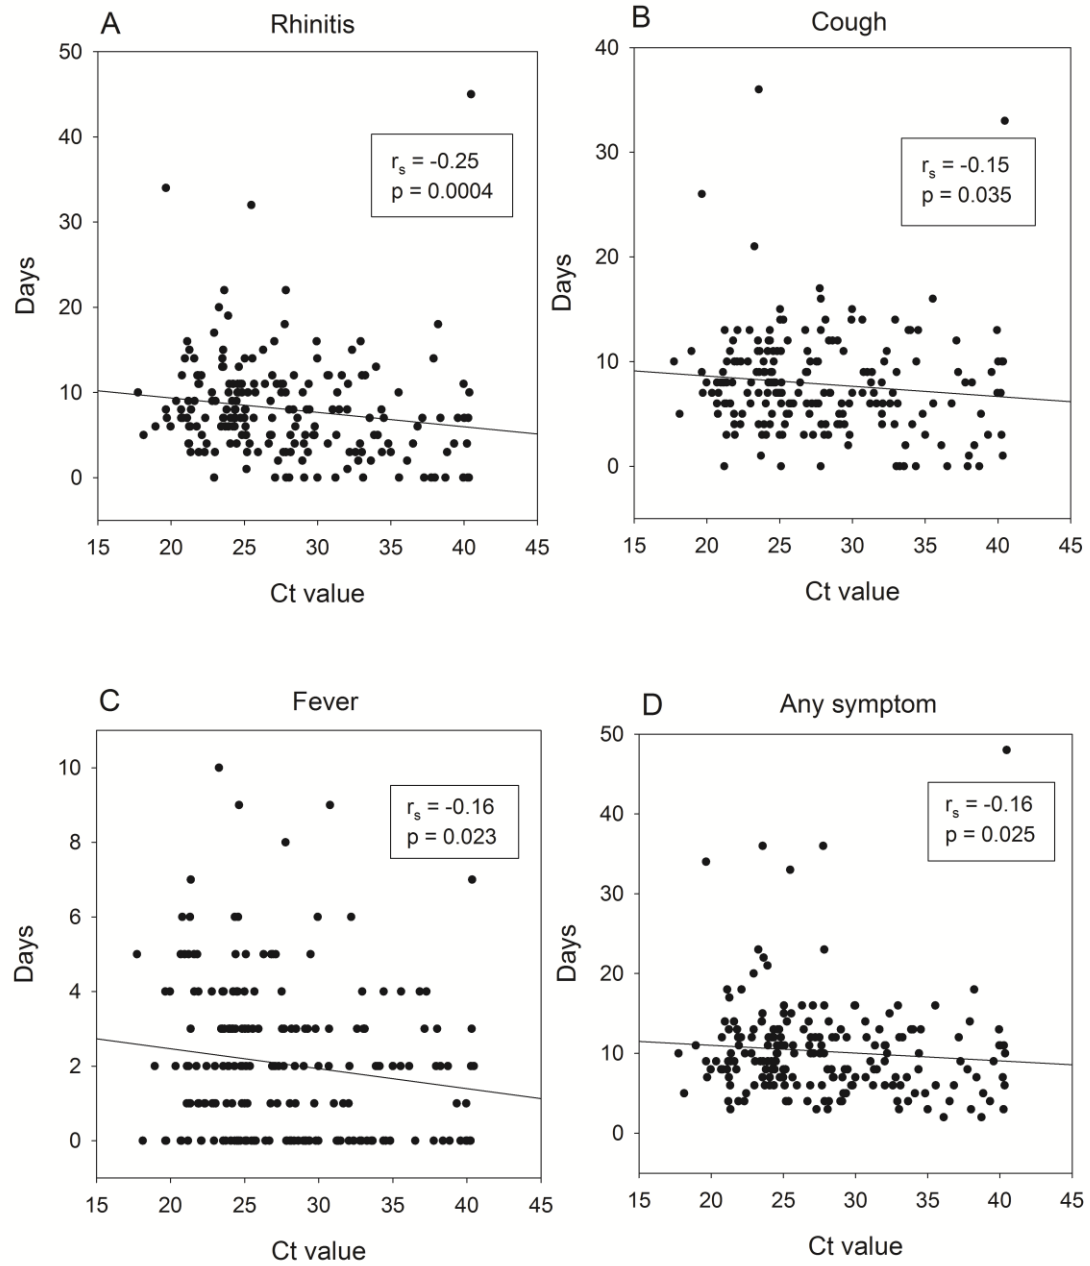 A
Rhinitis
50
40
30
20
10
0
Days
r_s = -0.25
p = 0.0004
15 20 25 30 35 40 45
Ct value
B
Cough
40
30
20
10
0
Days
r_s = -0.15
p = 0.035
15 20 25 30 35 40 45
Ct value
C
Fever
10
8
6
4
2
0
Days
r_s = -0.16
p = 0.023
15 20 25 30 35 40 45
Ct value
D
Any symptom
50
40
30
20
10
0
Days
r_s = -0.16
p = 0.025
15 20 25 30 35 40 45
Ct value